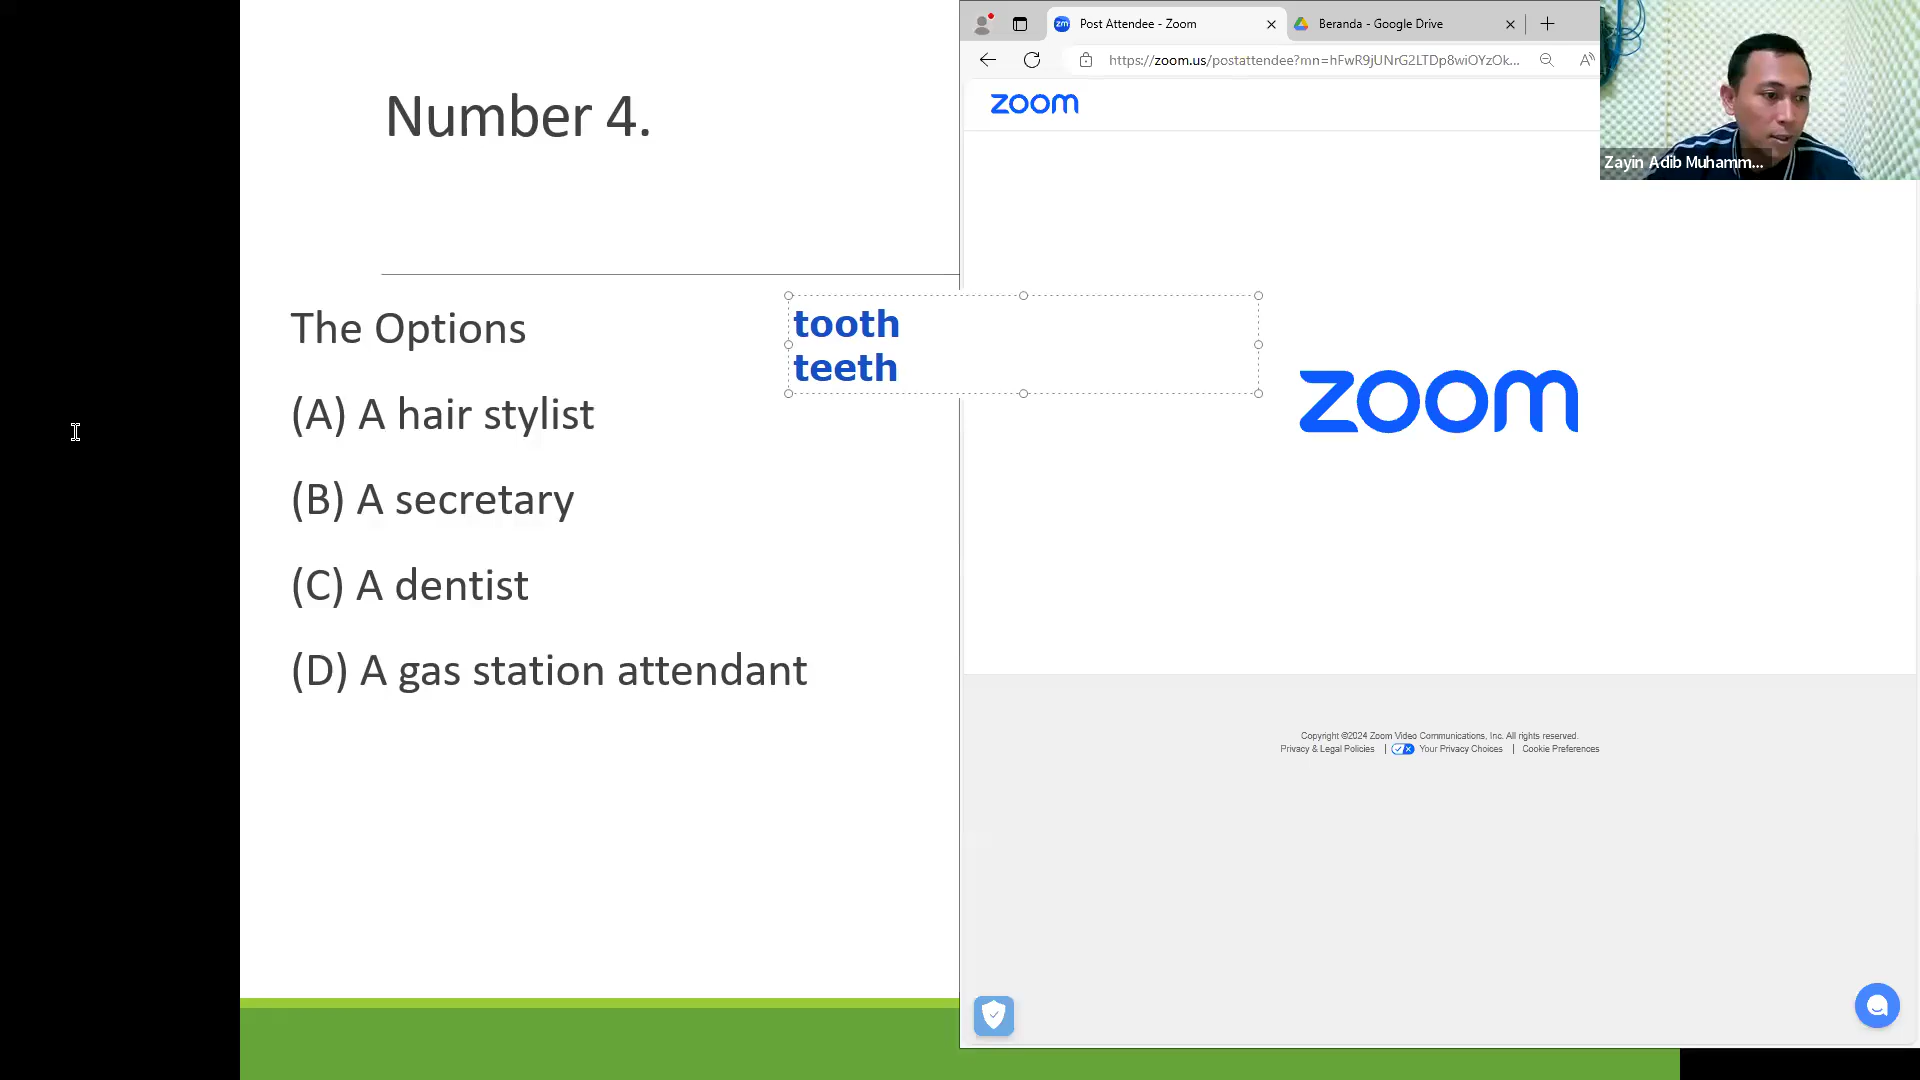 Number 4.
The Options
(A) A hair stylist
(B) A secretary
(C) A dentist
(D) A gas station attendant
tooth
teeth
zm
Post Attendee - Zoom
Beranda - Google Drive
https://zoom.us/postattendee?mn=hFwR9jUNrG2LTDp8wiOYzOk...
zoom
zoom
Copyright ©2024 Zoom Video Communications, Inc. All rights reserved.
Privacy & Legal Policies | Your Privacy Choices | Cookie Preferences
Zayin Adib Muhamm...